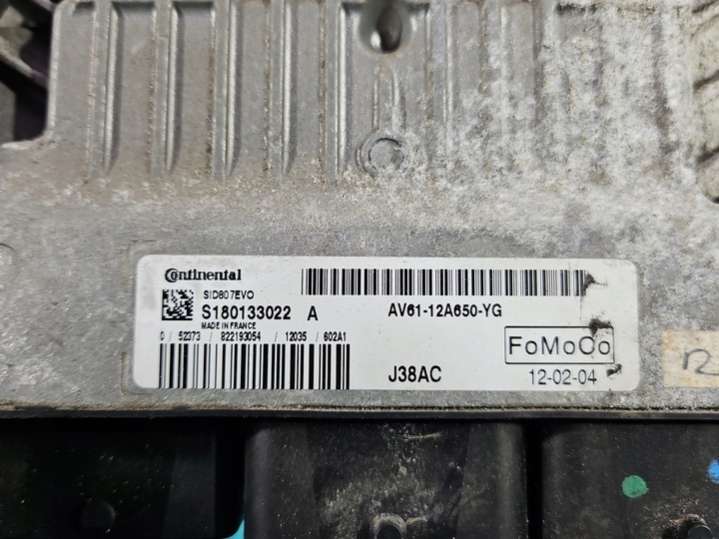 Continental
SID807EVO
S180133022 A
MADE IN FRANCE
0 / 52373 / 822193054 / 12035 / 602A1
AV61-12A650-YG
FoMoCo
J38AC
12-02-04
12